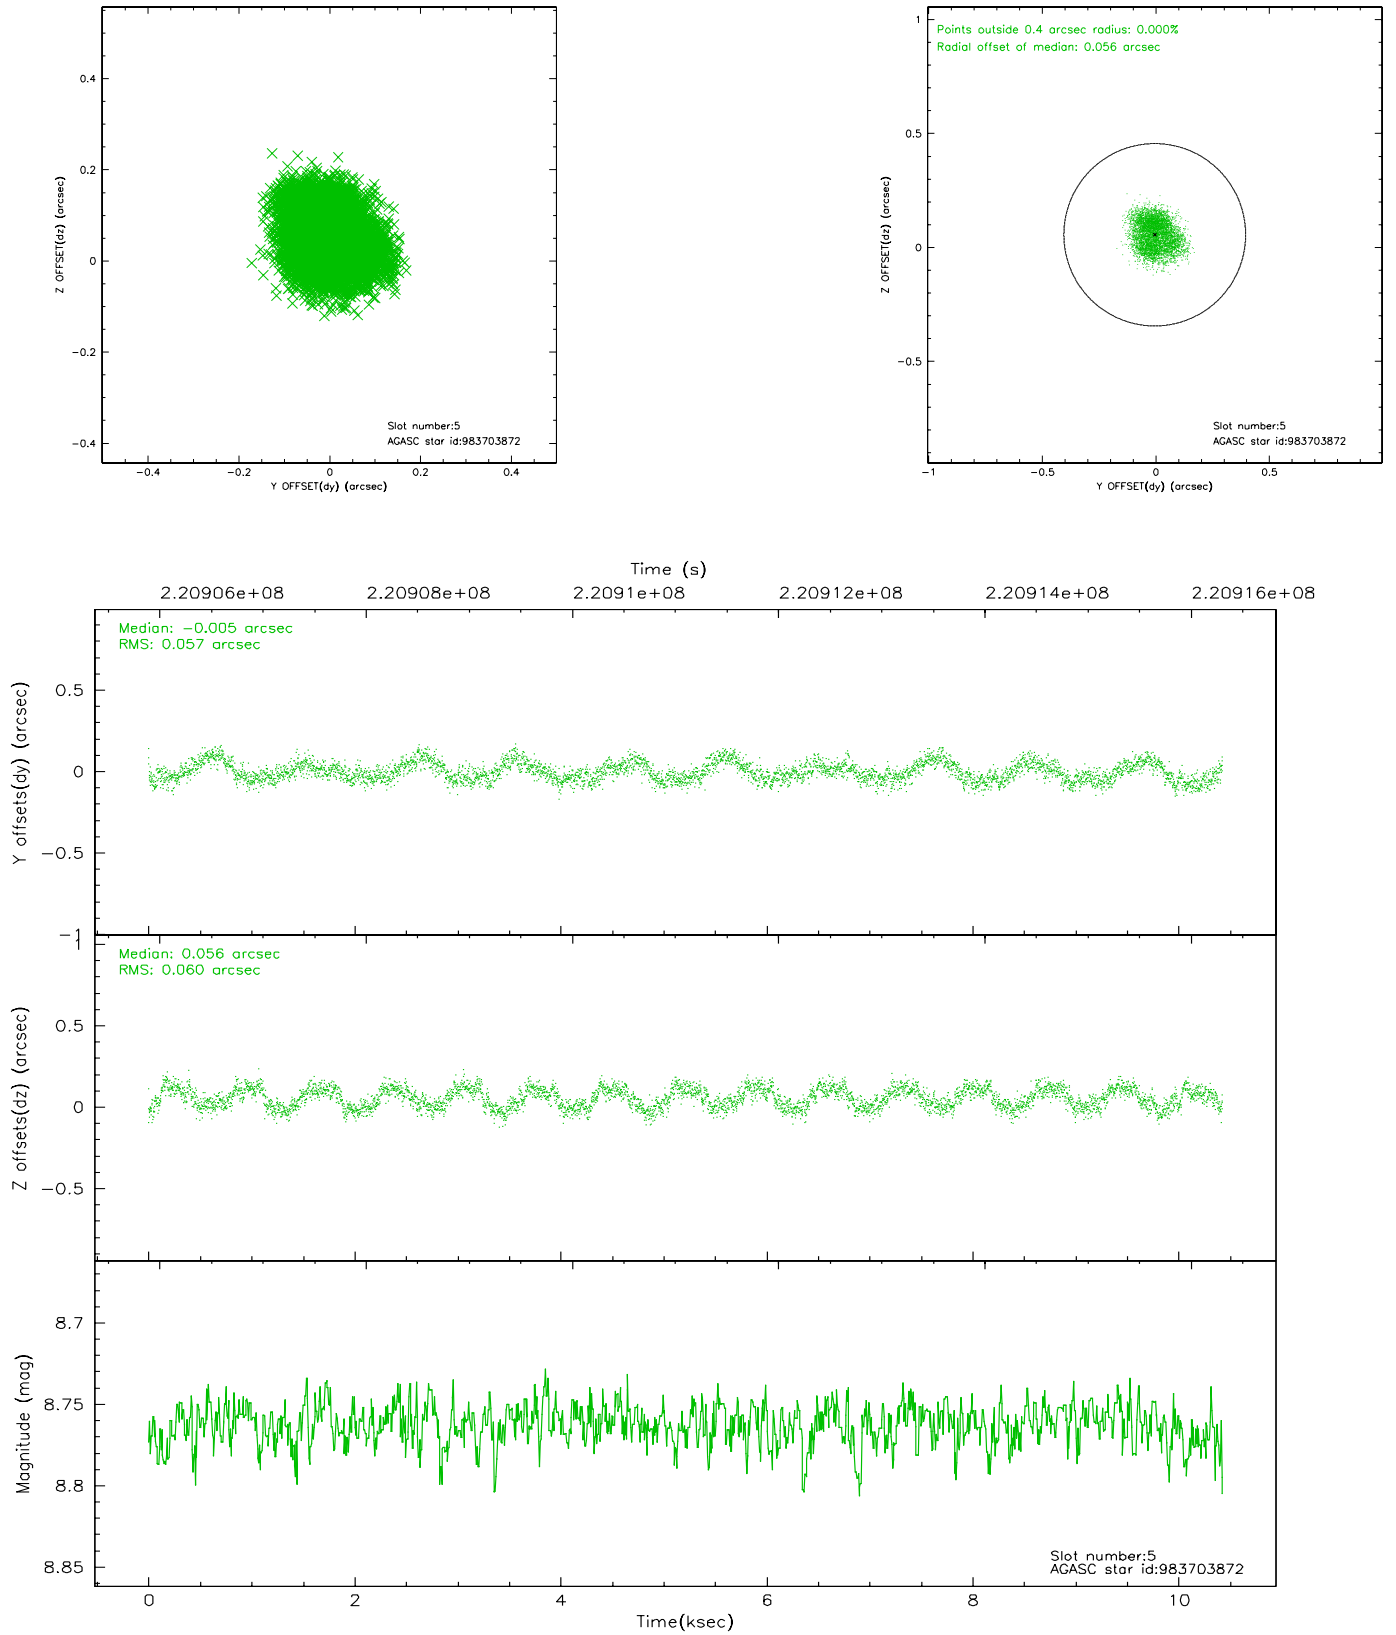 0.4
0.2
0
−0.2
−0.4
Z OFFSET(dz) (arcsec)
−0.4 −0.2 0 0.2 0.4
Y OFFSET(dy) (arcsec)
Slot number:5
AGASC star id:983703872
Points outside 0.4 arcsec radius: 0.000%
Radial offset of median: 0.056 arcsec
1
0.5
0
−0.5
Z OFFSET(dz) (arcsec)
−1 −0.5 0 0.5
Y OFFSET(dy) (arcsec)
Slot number:5
AGASC star id:983703872
Time (s)
2.20906e+08 2.20908e+08 2.2091e+08 2.20912e+08 2.20914e+08 2.20916e+08
Median: −0.005 arcsec
RMS: 0.057 arcsec
0.5
0
−0.5
−1
Y offsets(dy) (arcsec)
Median: 0.056 arcsec
RMS: 0.060 arcsec
1
0.5
0
−0.5
Z offsets(dz) (arcsec)
8.7
8.75
8.8
8.85
Magnitude (mag)
Slot number:5
AGASC star id:983703872
0 2 4 6 8 10
Time(ksec)